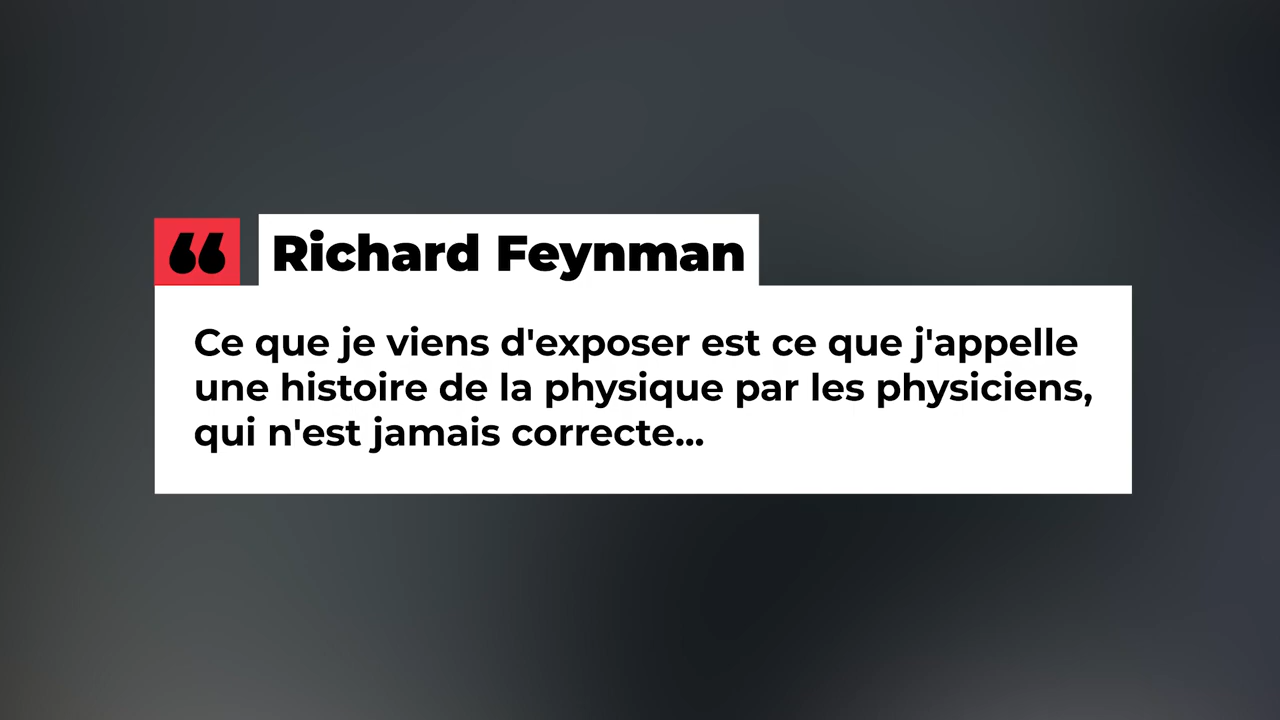 Richard Feynman
Ce que je viens d'exposer est ce que j'appelle
une histoire de la physique par les physiciens,
qui n'est jamais correcte...